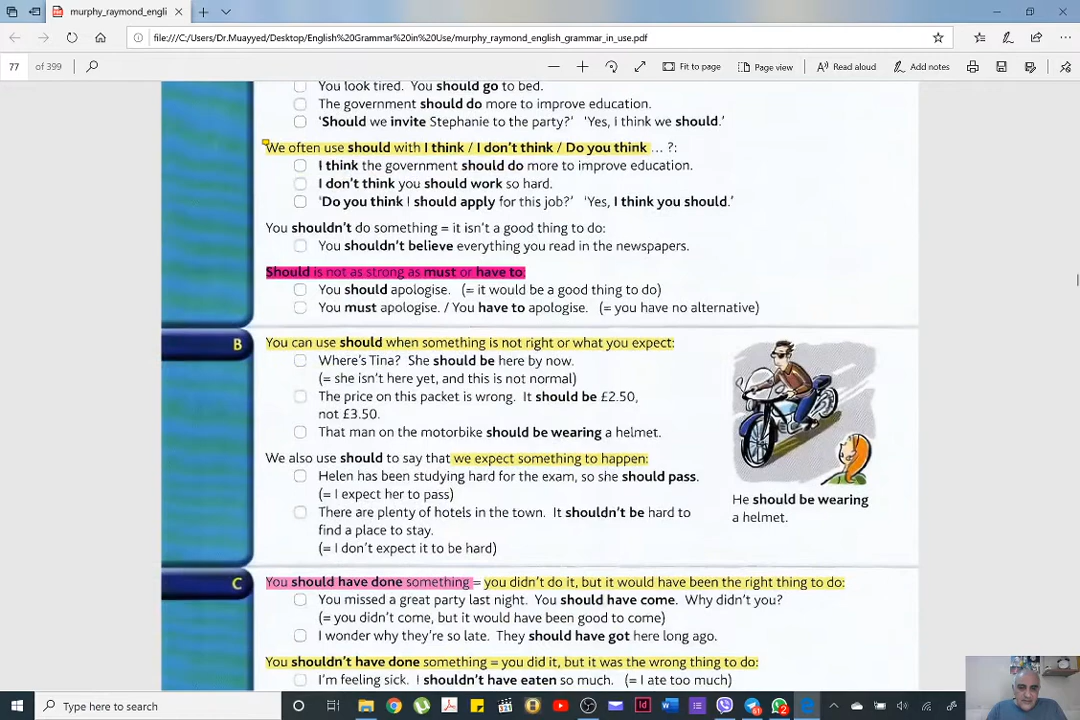 murphy_raymond_engli
file:///C:/Users/Dr.Muayyed/Desktop/English%20Grammar%20in%20Use/murphy_raymond_english_grammar_in_use.pdf
77 of 399
Fit to page
Page view
Read aloud
Add notes
You look tired. You should go to bed.
The government should do more to improve education.
‘Should we invite Stephanie to the party?’ ‘Yes, I think we should.’
We often use should with I think / I don’t think / Do you think … ?:
I think the government should do more to improve education.
I don’t think you should work so hard.
‘Do you think I should apply for this job?’ ‘Yes, I think you should.’
You shouldn’t do something = it isn’t a good thing to do:
You shouldn’t believe everything you read in the newspapers.
Should is not as strong as must or have to:
You should apologise. (= it would be a good thing to do)
You must apologise. / You have to apologise. (= you have no alternative)
B
You can use should when something is not right or what you expect:
Where’s Tina? She should be here by now.
(= she isn’t here yet, and this is not normal)
The price on this packet is wrong. It should be £2.50,
not £3.50.
That man on the motorbike should be wearing a helmet.
We also use should to say that we expect something to happen:
Helen has been studying hard for the exam, so she should pass.
(= I expect her to pass)
There are plenty of hotels in the town. It shouldn’t be hard to
find a place to stay.
(= I don’t expect it to be hard)
He should be wearing
a helmet.
C
You should have done something = you didn’t do it, but it would have been the right thing to do:
You missed a great party last night. You should have come. Why didn’t you?
(= you didn’t come, but it would have been good to come)
I wonder why they’re so late. They should have got here long ago.
You shouldn’t have done something = you did it, but it was the wrong thing to do:
I’m feeling sick. I shouldn’t have eaten so much. (= I ate too much)
Type here to search